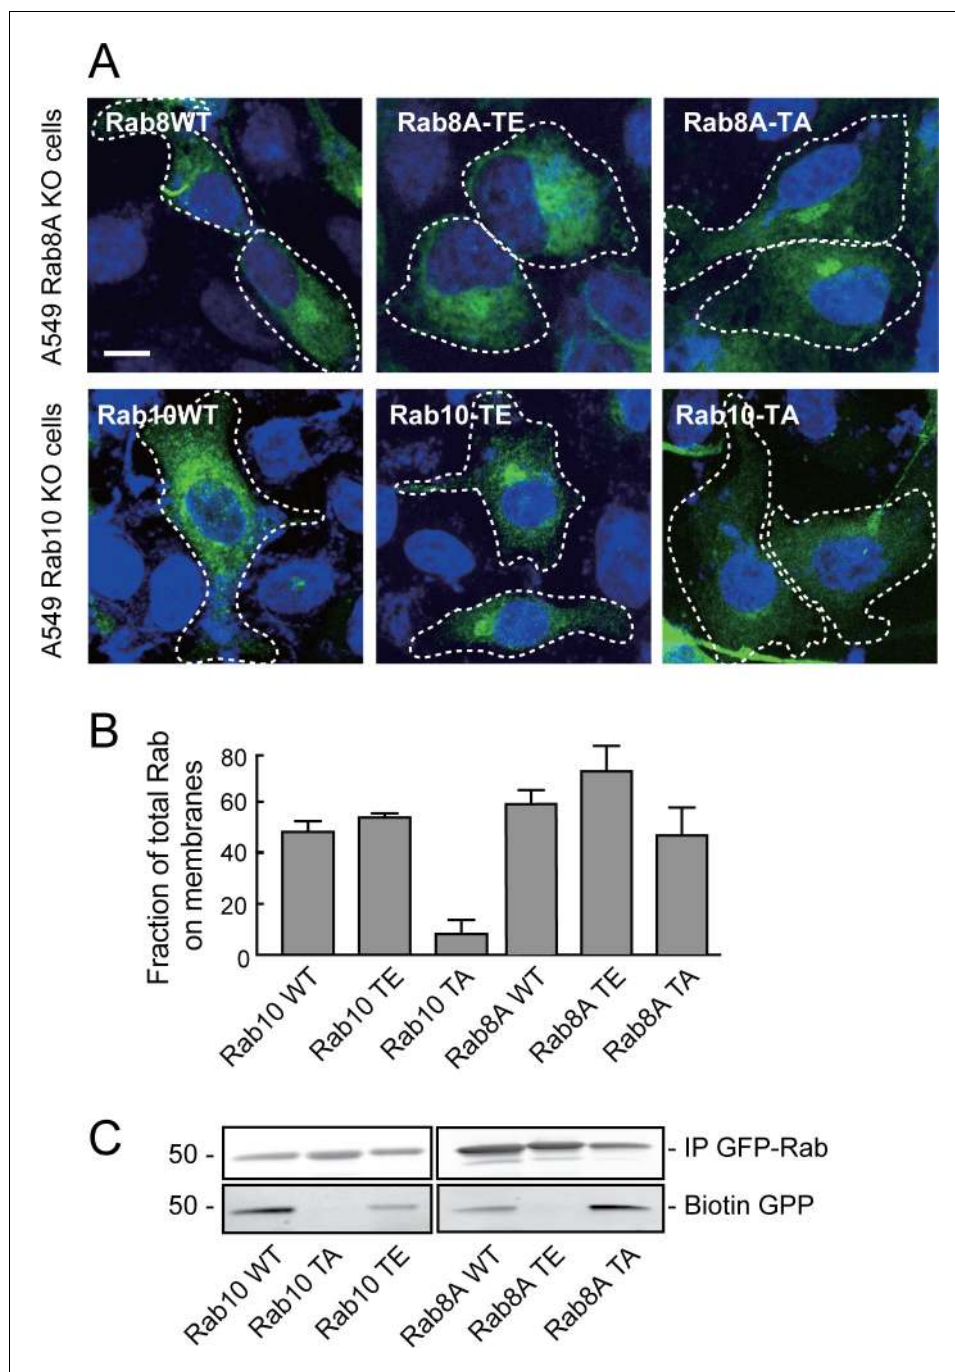 A
A549 Rab8A KO cells
Rab8WT
Rab8A-TE
Rab8A-TA
A549 Rab10 KO cells
Rab10WT
Rab10-TE
Rab10-TA
B
Fraction of total Rab
on membranes
80
60
40
20
0
Rab10 WT
Rab10 TE
Rab10 TA
Rab8A WT
Rab8A TE
Rab8A TA
C
50 -
- IP GFP-Rab
50 -
- Biotin GPP
Rab10 WT
Rab10 TA
Rab10 TE
Rab8A WT
Rab8A TE
Rab8A TA